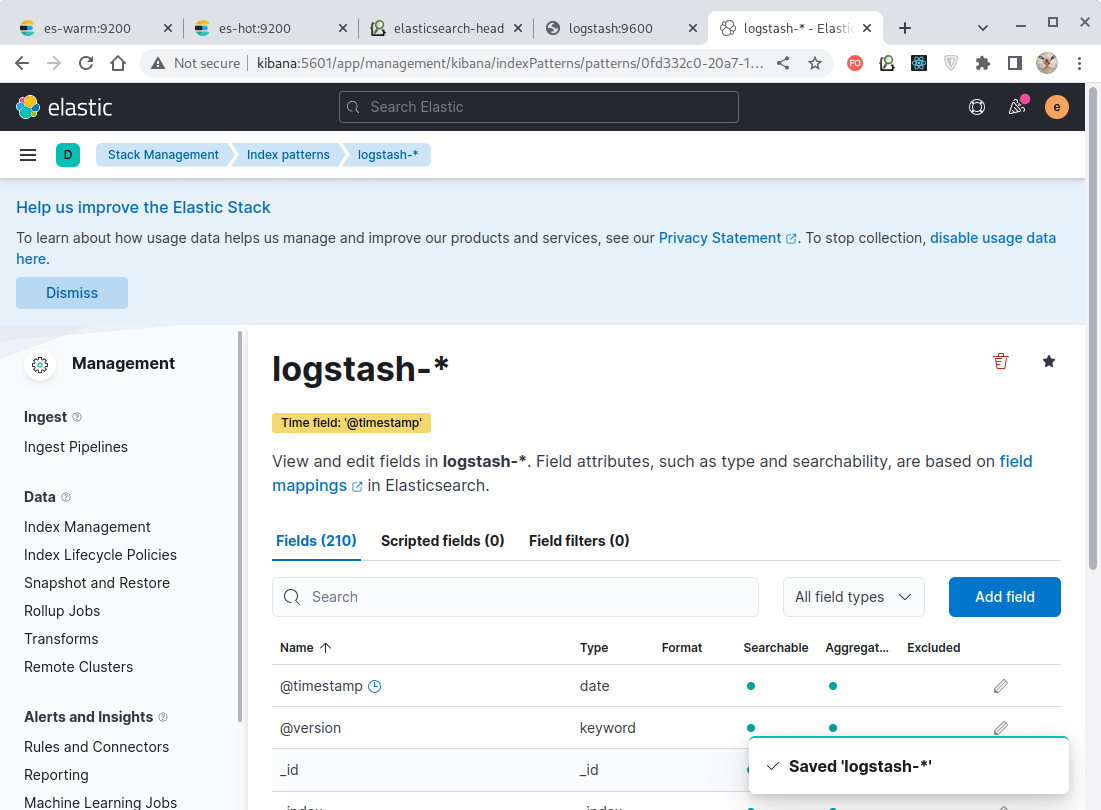 es-warm:9200
es-hot:9200
elasticsearch-head
logstash:9600
logstash-* - Elastic
Not secure
kibana:5601/app/management/kibana/indexPatterns/patterns/0fd332c0-20a7-1...
FO
elastic
Search Elastic
e
D
Stack Management
Index patterns
logstash-*
Help us improve the Elastic Stack
To learn about how usage data helps us manage and improve our products and services, see our Privacy Statement. To stop collection, disable usage data
here.
Dismiss
Management
Ingest
Ingest Pipelines
Data
Index Management
Index Lifecycle Policies
Snapshot and Restore
Rollup Jobs
Transforms
Remote Clusters
Alerts and Insights
Rules and Connectors
Reporting
Machine Learning Jobs
logstash-*
Time field: '@timestamp'
View and edit fields in logstash-*. Field attributes, such as type and searchability, are based on field
mappings in Elasticsearch.
Fields (210)
Scripted fields (0)
Field filters (0)
Search
All field types
Add field
Name
Type
Format
Searchable
Aggregat...
Excluded
@timestamp
date
@version
keyword
_id
_id
_index
_index
Saved 'logstash-*'